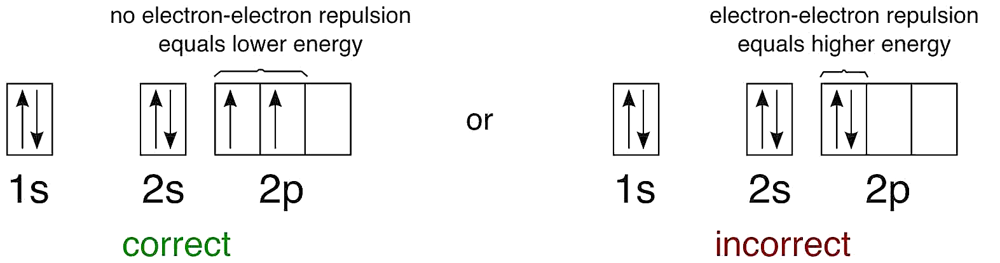 no electron-electron repulsion
equals lower energy
1s
2s
2p
correct
or
electron-electron repulsion
equals higher energy
1s
2s
2p
incorrect